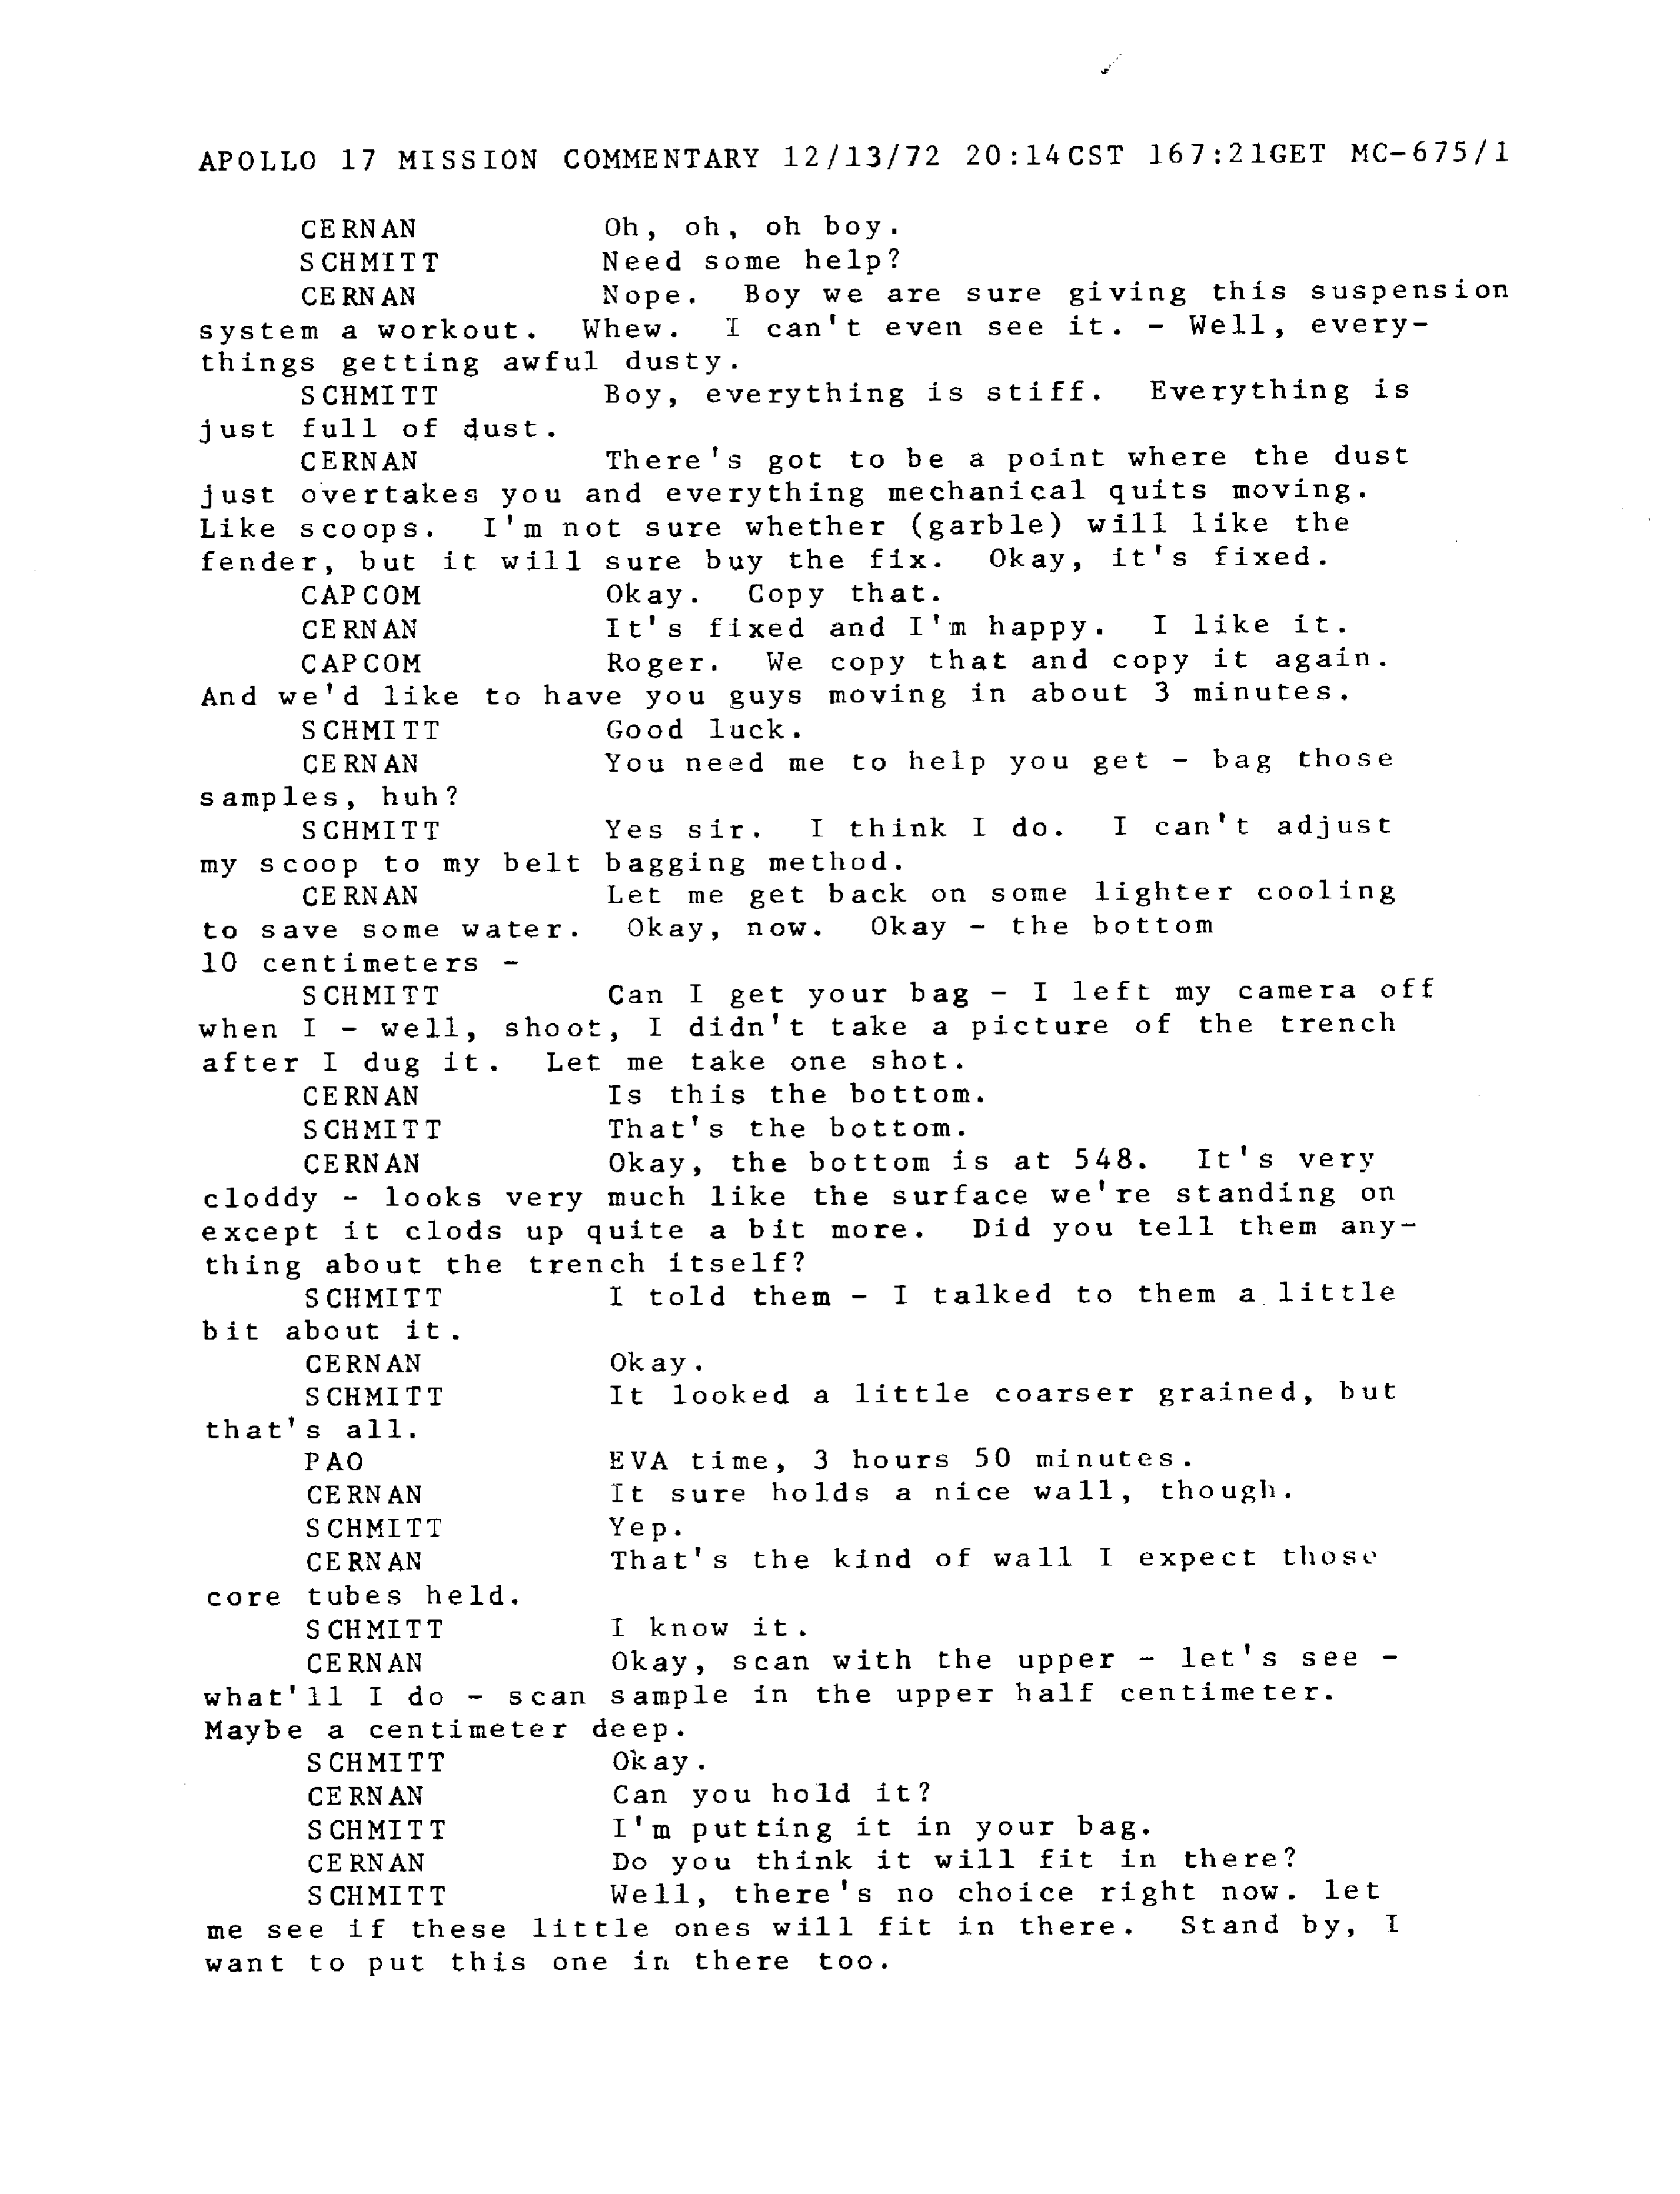 APOLLO 17 MISSION COMMENTARY 12/13/72 20:14CST 167:21GET MC-675/1
CERNAN Oh, oh, oh boy.
SCHMITT Need some help?
CERNAN Nope. Boy we are sure giving this suspension
system a workout. Whew. I can't even see it. - Well, every-
things getting awful dusty.
SCHMITT Boy, everything is stiff. Everything is
just full of dust.
CERNAN There's got to be a point where the dust
just overtakes you and everything mechanical quits moving.
Like scoops. I'm not sure whether (garble) will like the
fender, but it will sure buy the fix. Okay, it's fixed.
CAPCOM Okay. Copy that.
CERNAN It's fixed and I'm happy. I like it.
CAPCOM Roger. We copy that and copy it again.
And we'd like to have you guys moving in about 3 minutes.
SCHMITT Good luck.
CERNAN You need me to help you get - bag those
samples, huh?
SCHMITT Yes sir. I think I do. I can't adjust
my scoop to my belt bagging method.
CERNAN Let me get back on some lighter cooling
to save some water. Okay, now. Okay - the bottom
10 centimeters -
SCHMITT Can I get your bag - I left my camera off
when I - well, shoot, I didn't take a picture of the trench
after I dug it. Let me take one shot.
CERNAN Is this the bottom.
SCHMITT That's the bottom.
CERNAN Okay, the bottom is at 548. It's very
cloddy - looks very much like the surface we're standing on
except it clods up quite a bit more. Did you tell them any-
thing about the trench itself?
SCHMITT I told them - I talked to them a little
bit about it.
CERNAN Okay.
SCHMITT It looked a little coarser grained, but
that's all.
PAO EVA time, 3 hours 50 minutes.
CERNAN It sure holds a nice wall, though.
SCHMITT Yep.
CERNAN That's the kind of wall I expect those
core tubes held.
SCHMITT I know it.
CERNAN Okay, scan with the upper - let's see -
what'll I do - scan sample in the upper half centimeter.
Maybe a centimeter deep.
SCHMITT Okay.
CERNAN Can you hold it?
SCHMITT I'm putting it in your bag.
CERNAN Do you think it will fit in there?
SCHMITT Well, there's no choice right now. let
me see if these little ones will fit in there. Stand by, I
want to put this one in there too.